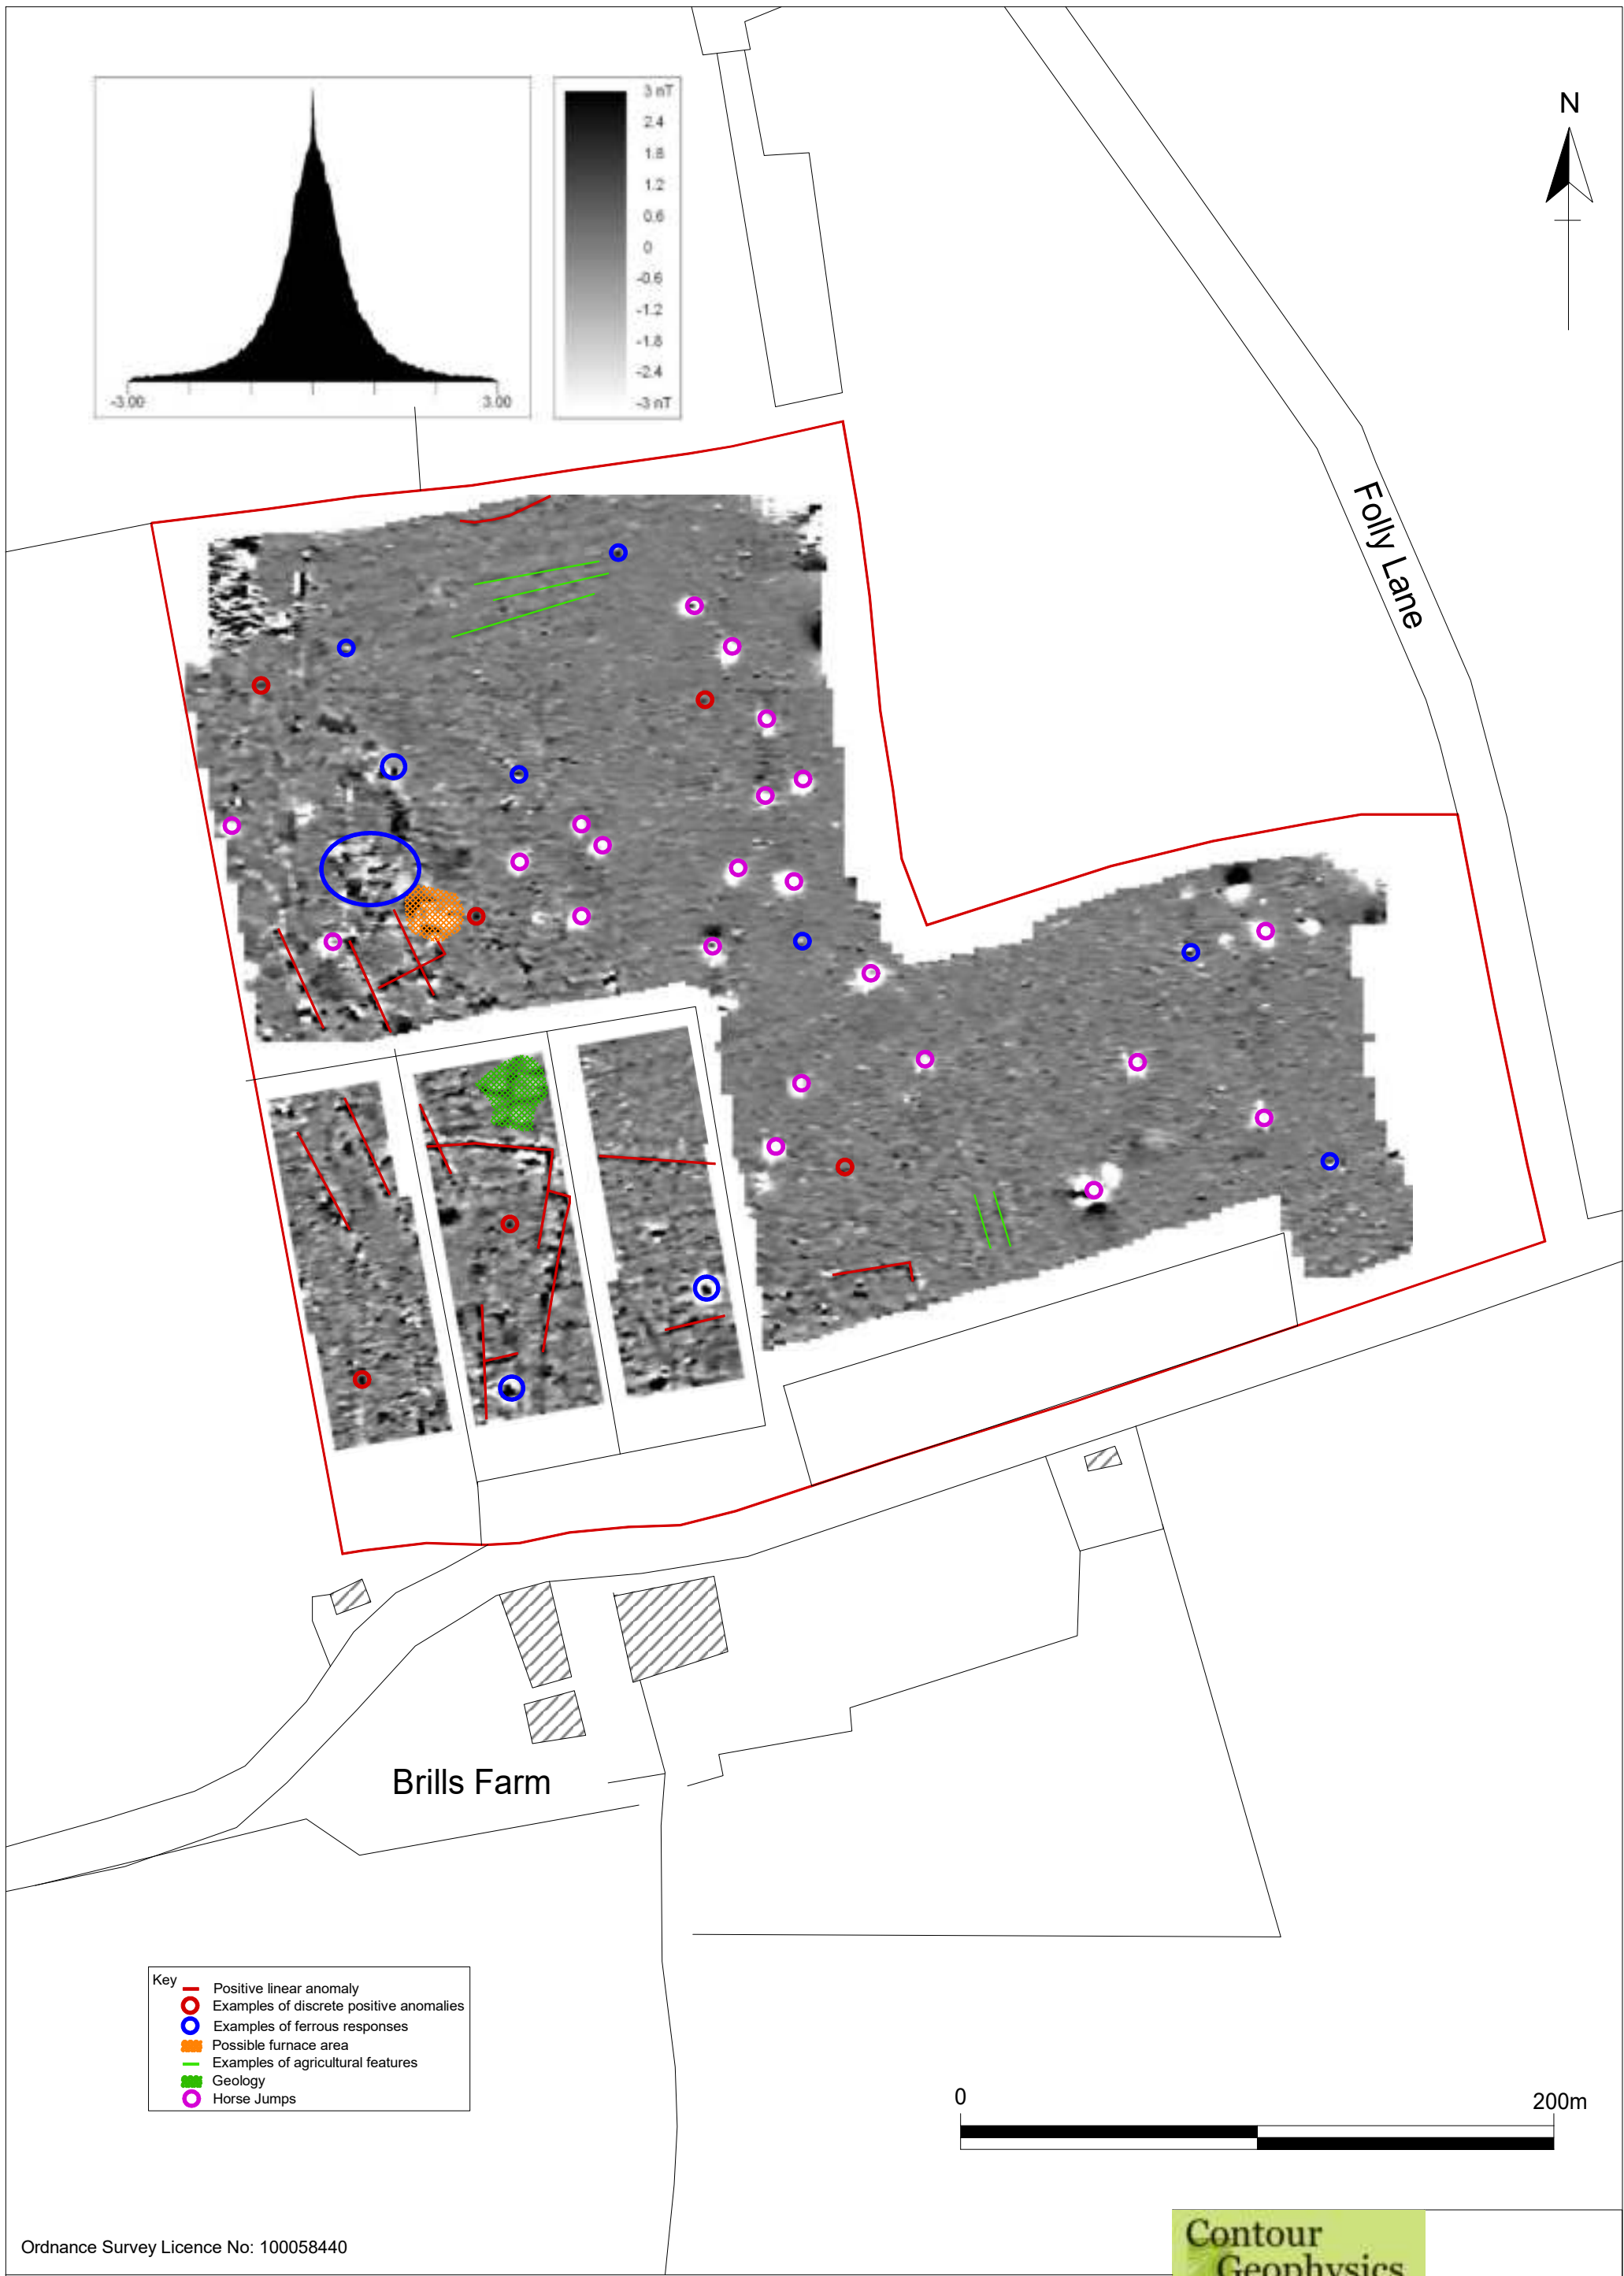 3 nT
2.4
1.8
1.2
0.6
0
-0.6
-1.2
-1.8
-2.4
-3 nT
-3.00
3.00
N
Folly Lane
Brills Farm
Key
Positive linear anomaly
Examples of discrete positive anomalies
Examples of ferrous responses
Possible furnace area
Examples of agricultural features
Geology
Horse Jumps
0
200m
Ordnance Survey Licence No: 100058440
Contour
Geophysics